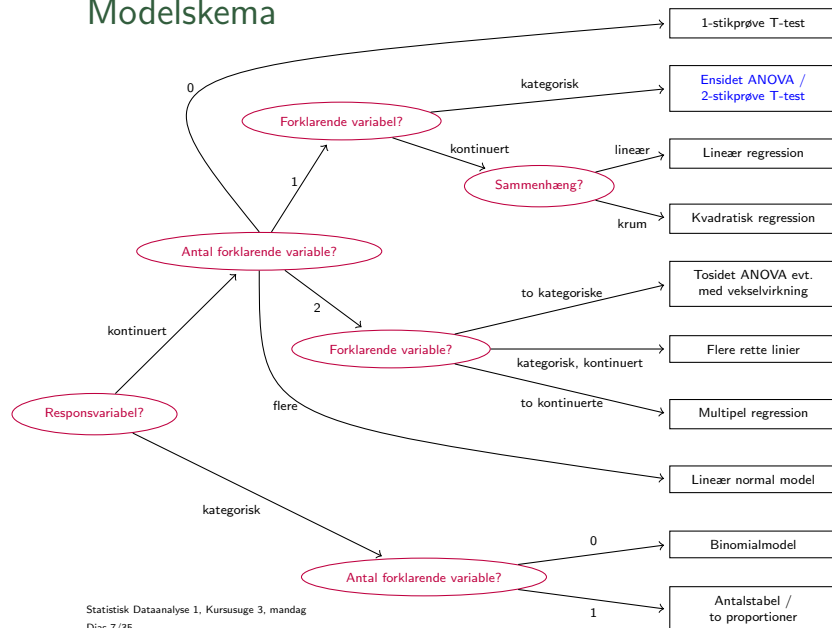 Modelskema
1-stikprøve T-test
0
kategorisk
Ensidet ANOVA /
2-stikprøve T-test
Forklarende variabel?
kontinuert
lineær
Lineær regression
1
Sammenhæng?
krum
Kvadratisk regression
Antal forklarende variable?
Tosidet ANOVA evt.
med vekselvirkning
to kategoriske
2
kontinuert
Forklarende variable?
kategorisk, kontinuert
Flere rette linier
to kontinuerte
flere
Responsvariabel?
Multipel regression
Lineær normal model
kategorisk
0
Binomialmodel
Antal forklarende variable?
Antalstabel /
to proportioner
1
Statistisk Dataanalyse 1, Kursusuge 3, mandag
Dias 7/35